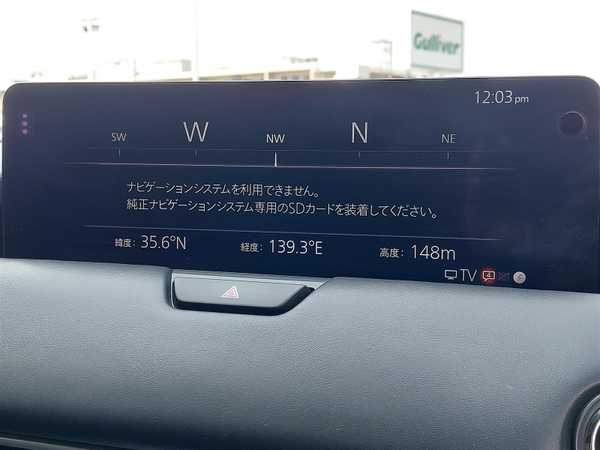 Gulliver
12:03pm
SW W NW N NE
ナビゲーションシステムを利用できません。
純正ナビゲーションシステム専用のSDカードを装着してください。
緯度: 35.6°N 経度: 139.3°E 高度: 148m
TV 4